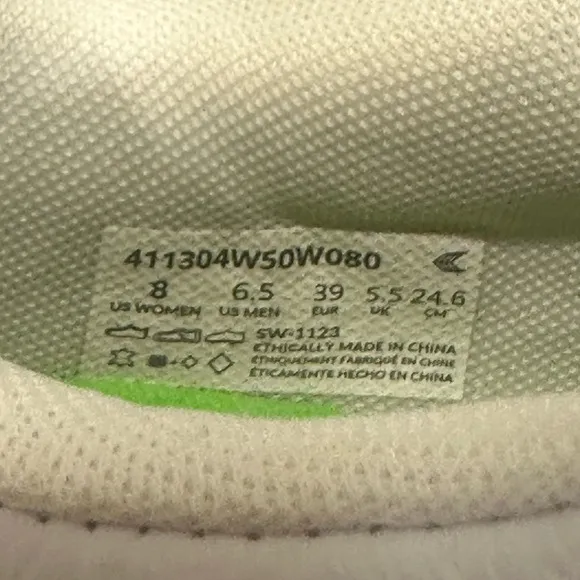 411304W50W080
8 6.5 39 5.5 24.6
US WOMEN US MEN EUR UK CM
SW-1123
ETHICALLY MADE IN CHINA
ÉTHIQUEMENT FABRIQUÉ EN CHINE
ÉTICAMENTE HECHO EN CHINA